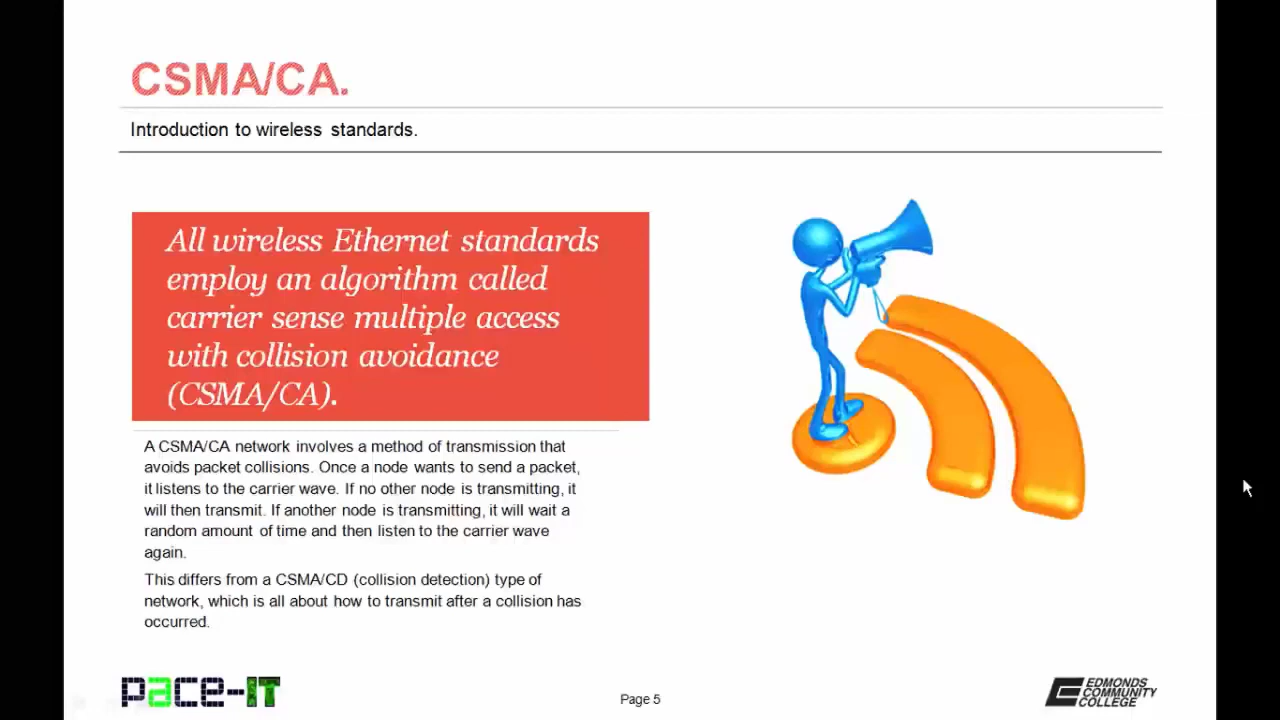 CSMA/CA.
Introduction to wireless standards.
All wireless Ethernet standards
employ an algorithm called
carrier sense multiple access
with collision avoidance
(CSMA/CA).
A CSMA/CA network involves a method of transmission that
avoids packet collisions. Once a node wants to send a packet,
it listens to the carrier wave. If no other node is transmitting, it
will then transmit. If another node is transmitting, it will wait a
random amount of time and then listen to the carrier wave
again.
This differs from a CSMA/CD (collision detection) type of
network, which is all about how to transmit after a collision has
occurred.
pace-IT
Page 5
EDMONDS
COMMUNITY
COLLEGE